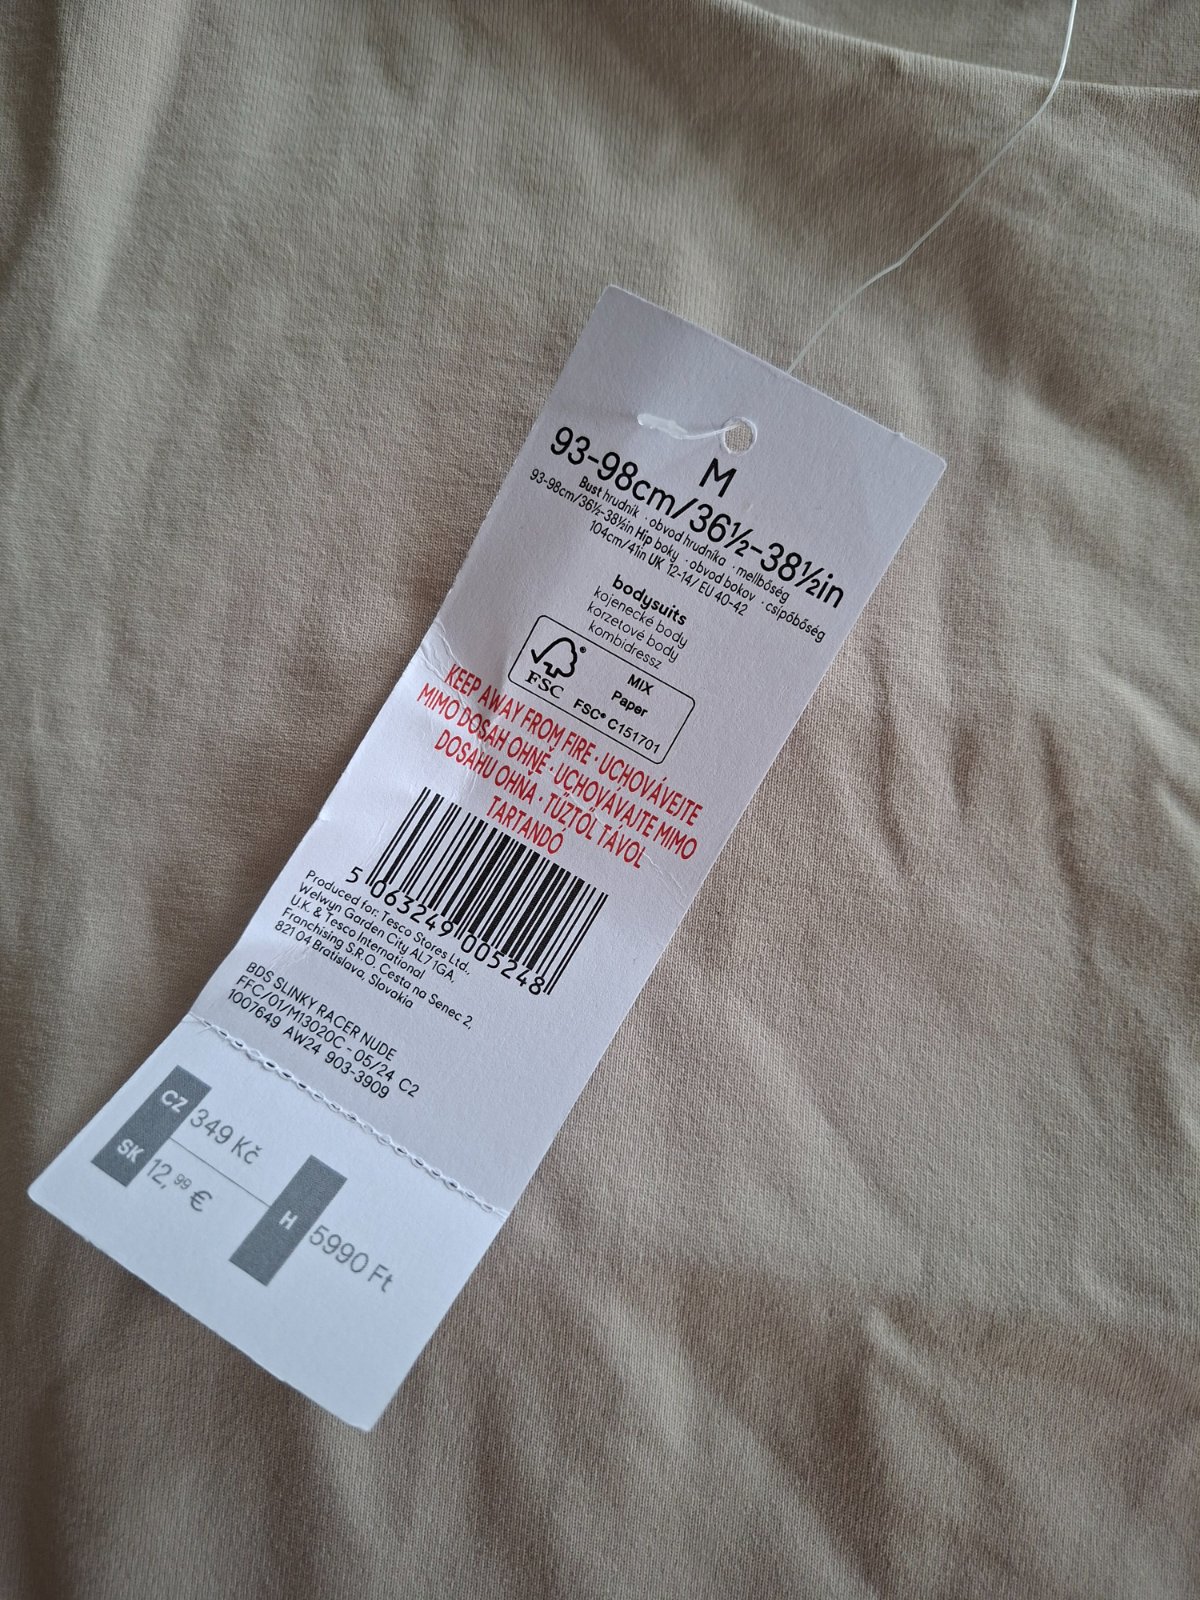 M
93-98cm/36½-38½in
Bust hrudník · obvod hrudníka · mellbőség
93-98cm/36½-38½in Hip boky · obvod bokov · csípőbőség
104cm/41in UK 12-14/ EU 40-42
bodysuits
kojenecké body
korzetové body
kombidressz
FSC®
MIX
Paper
FSC® C151701
KEEP AWAY FROM FIRE · UCHOVÁVEJTE
MIMO DOSAH OHNĚ · UCHOVÁVAJTE MIMO
DOSAHU OHŇA · TŰZTŐL TÁVOL
TARTANDÓ
5 063249 005248
Produced for: Tesco Stores Ltd.,
Welwyn Garden City AL7 1GA,
U.K. & Tesco International
Franchising S.R.O. Cesta na Senec 2,
821 04 Bratislava, Slovakia
BDS SLINKY RACER NUDE
FFC/01/M13020C - 05/24 C2
1007649 AW24 903-3909
CZ 349 Kč
SK 12,99 €
H 5990 Ft